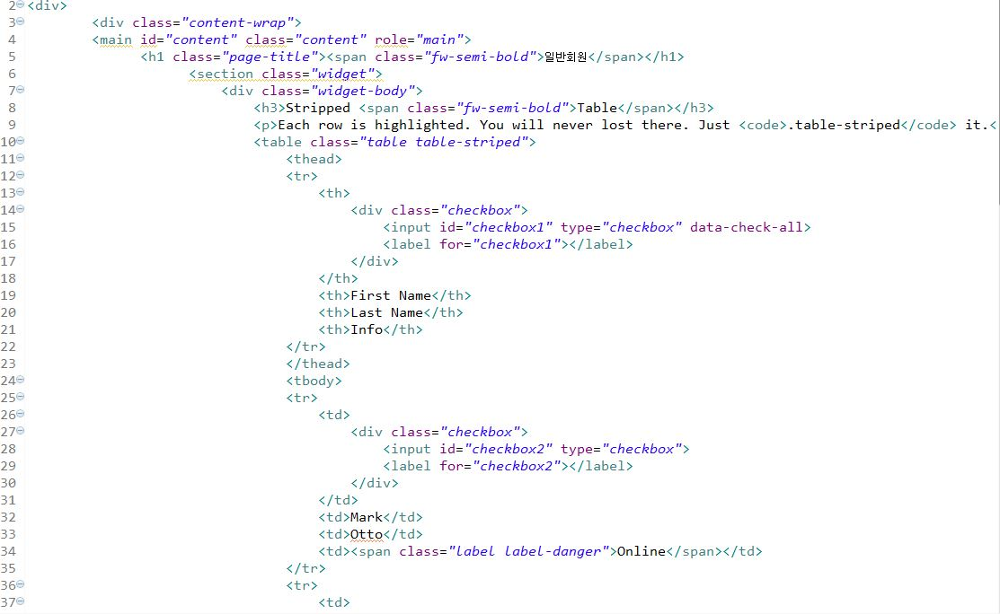 2 <div>
3 <div class="content-wrap">
4 <main id="content" class="content" role="main">
5 <h1 class="page-title"><span class="fw-semi-bold">일반회원</span></h1>
6 <section class="widget">
7 <div class="widget-body">
8 <h3>Stripped <span class="fw-semi-bold">Table</span></h3>
9 <p>Each row is highlighted. You will never lost there. Just <code>.table-striped</code> it.<
10 <table class="table table-striped">
11 <thead>
12 <tr>
13 <th>
14 <div class="checkbox">
15 <input id="checkbox1" type="checkbox" data-check-all>
16 <label for="checkbox1"></label>
17 </div>
18 </th>
19 <th>First Name</th>
20 <th>Last Name</th>
21 <th>Info</th>
22 </tr>
23 </thead>
24 <tbody>
25 <tr>
26 <td>
27 <div class="checkbox">
28 <input id="checkbox2" type="checkbox">
29 <label for="checkbox2"></label>
30 </div>
31 </td>
32 <td>Mark</td>
33 <td>Otto</td>
34 <td><span class="label label-danger">Online</span></td>
35 </tr>
36 <tr>
37 <td>